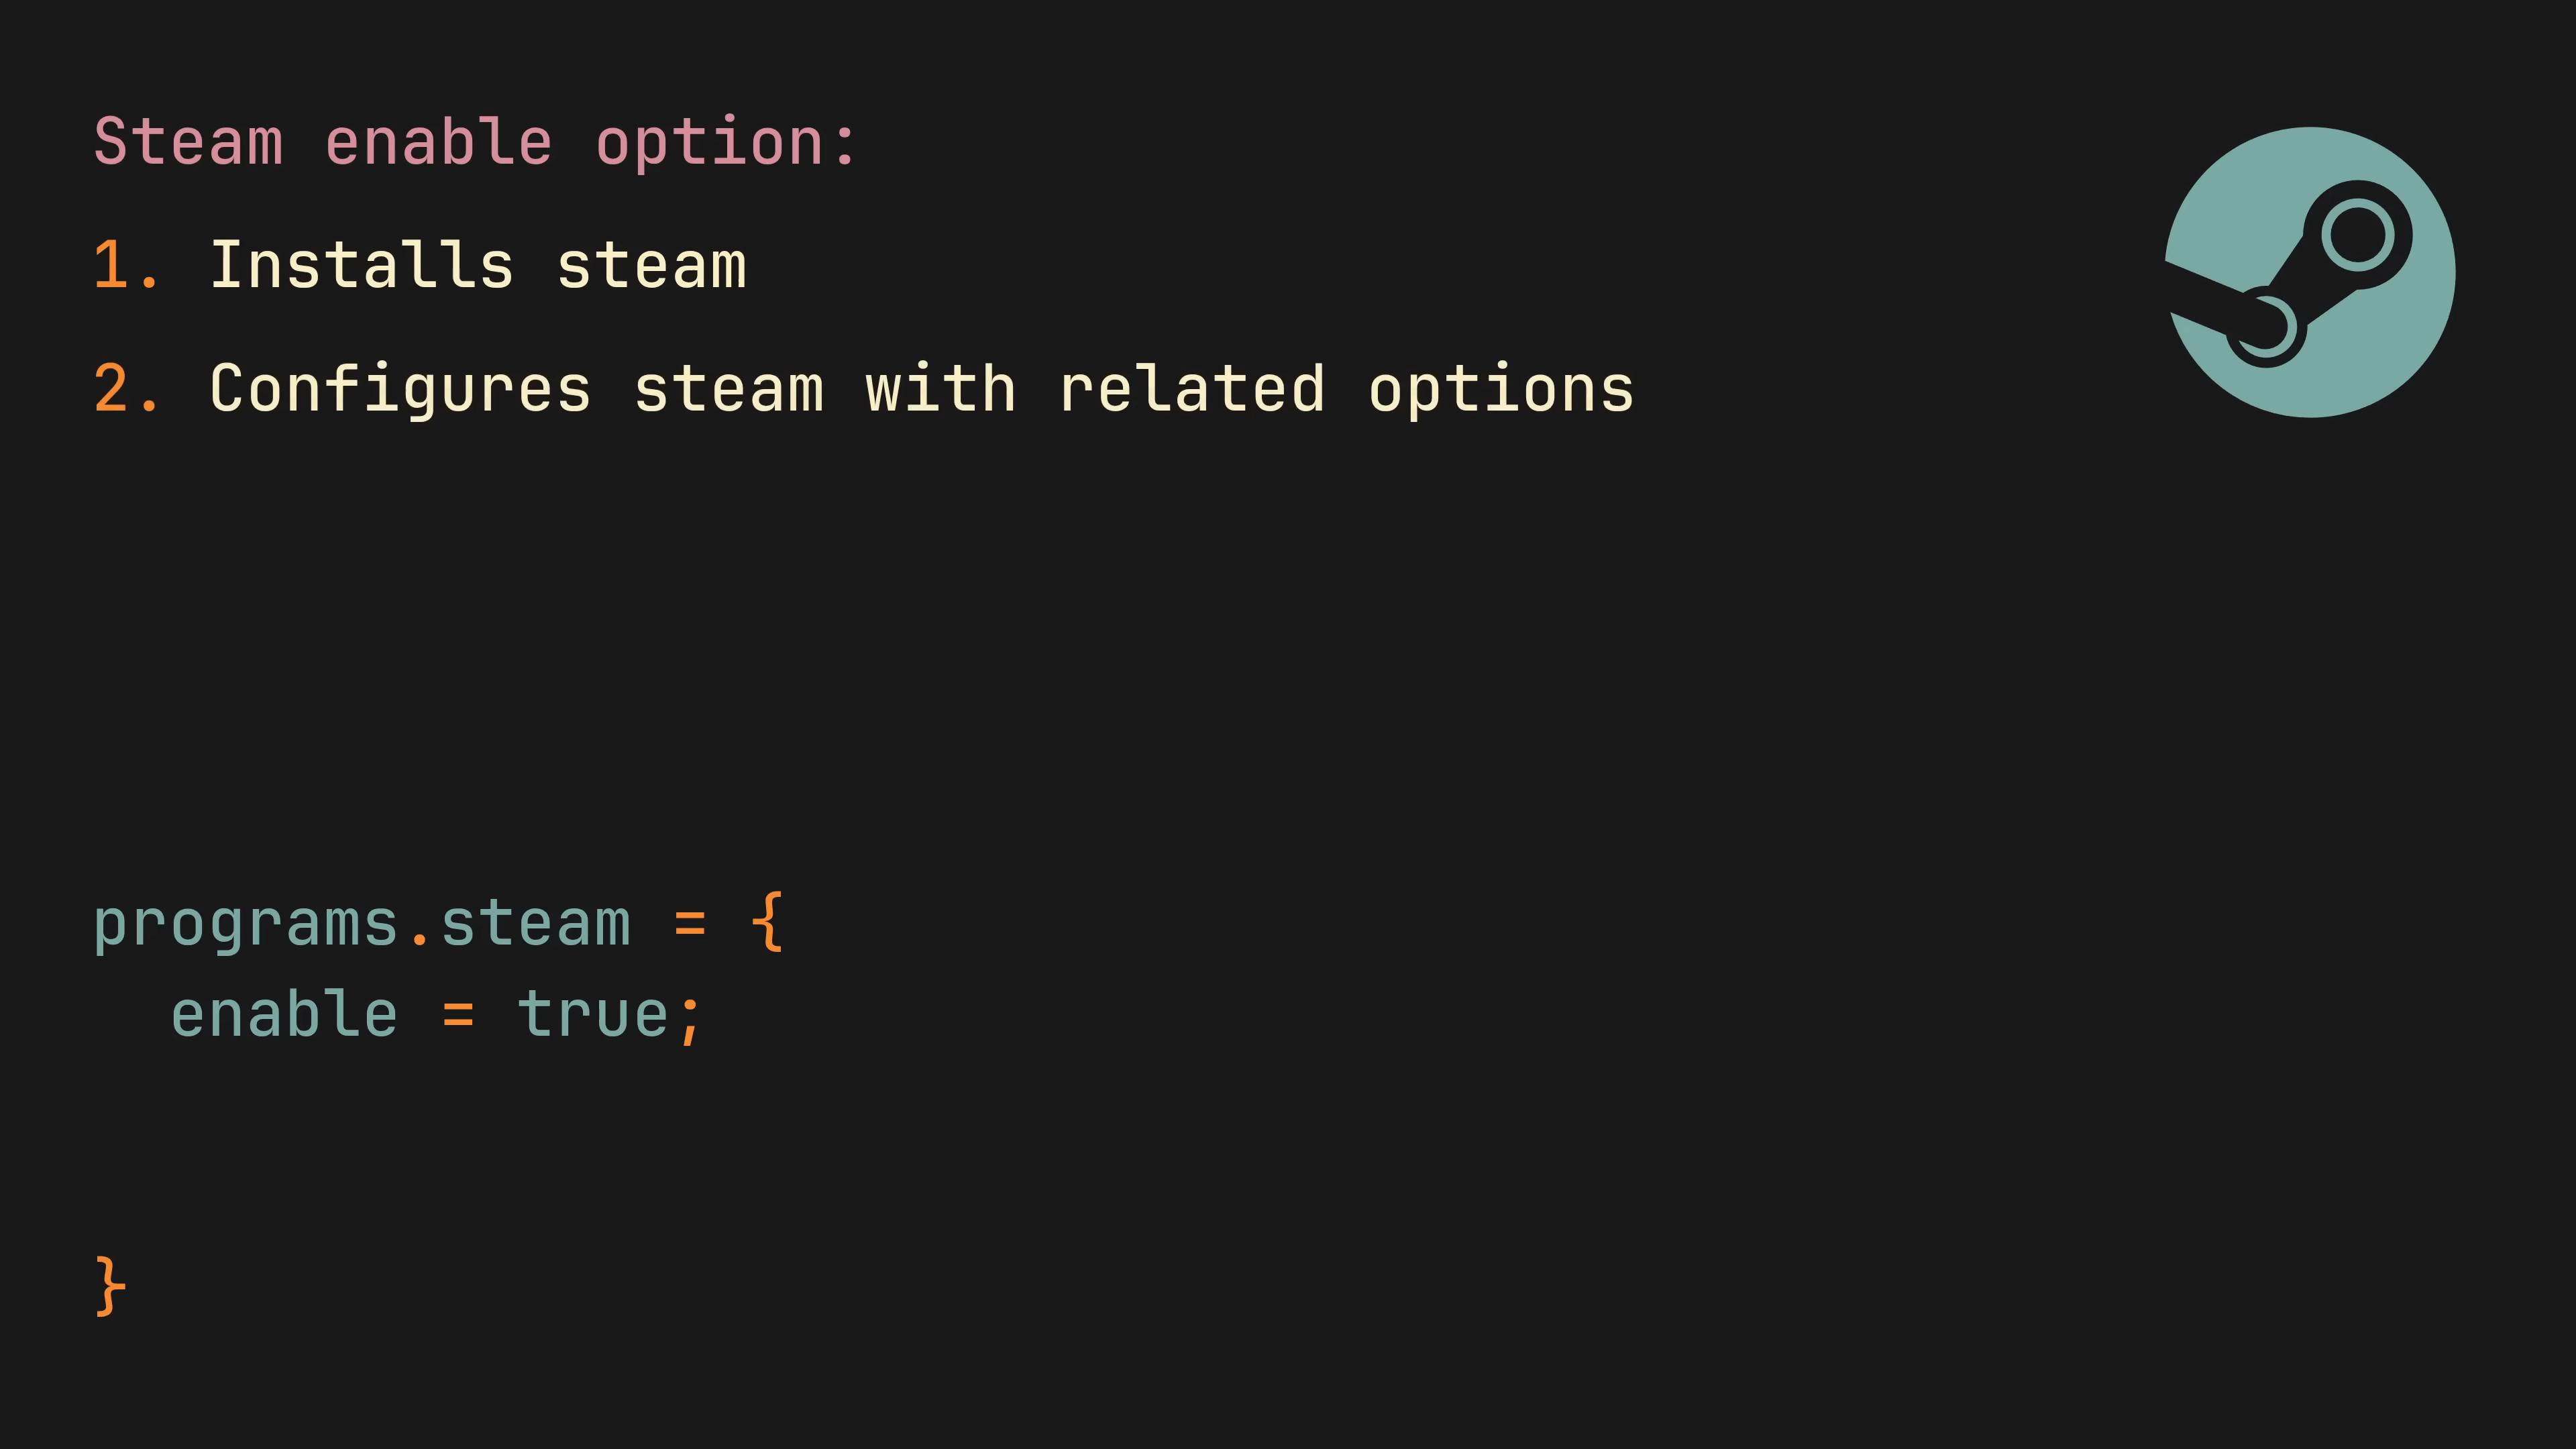 Steam enable option:
1. Installs steam
2. Configures steam with related options
programs.steam = {
  enable = true;
}